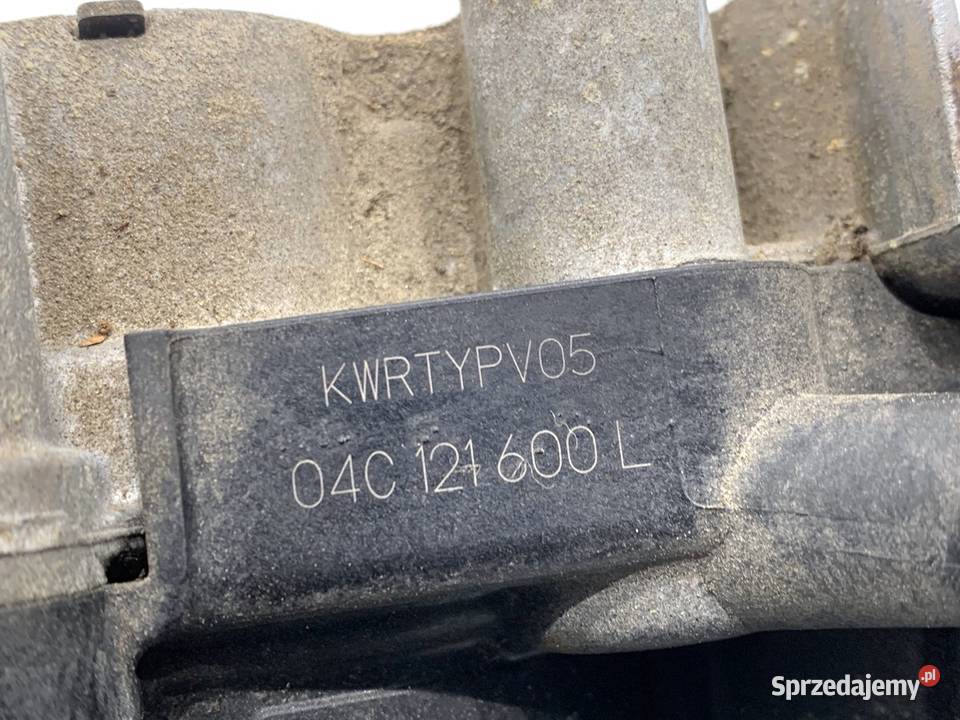 KWRTYPV05
04C 121 600 L
Sprzedajemy.pl